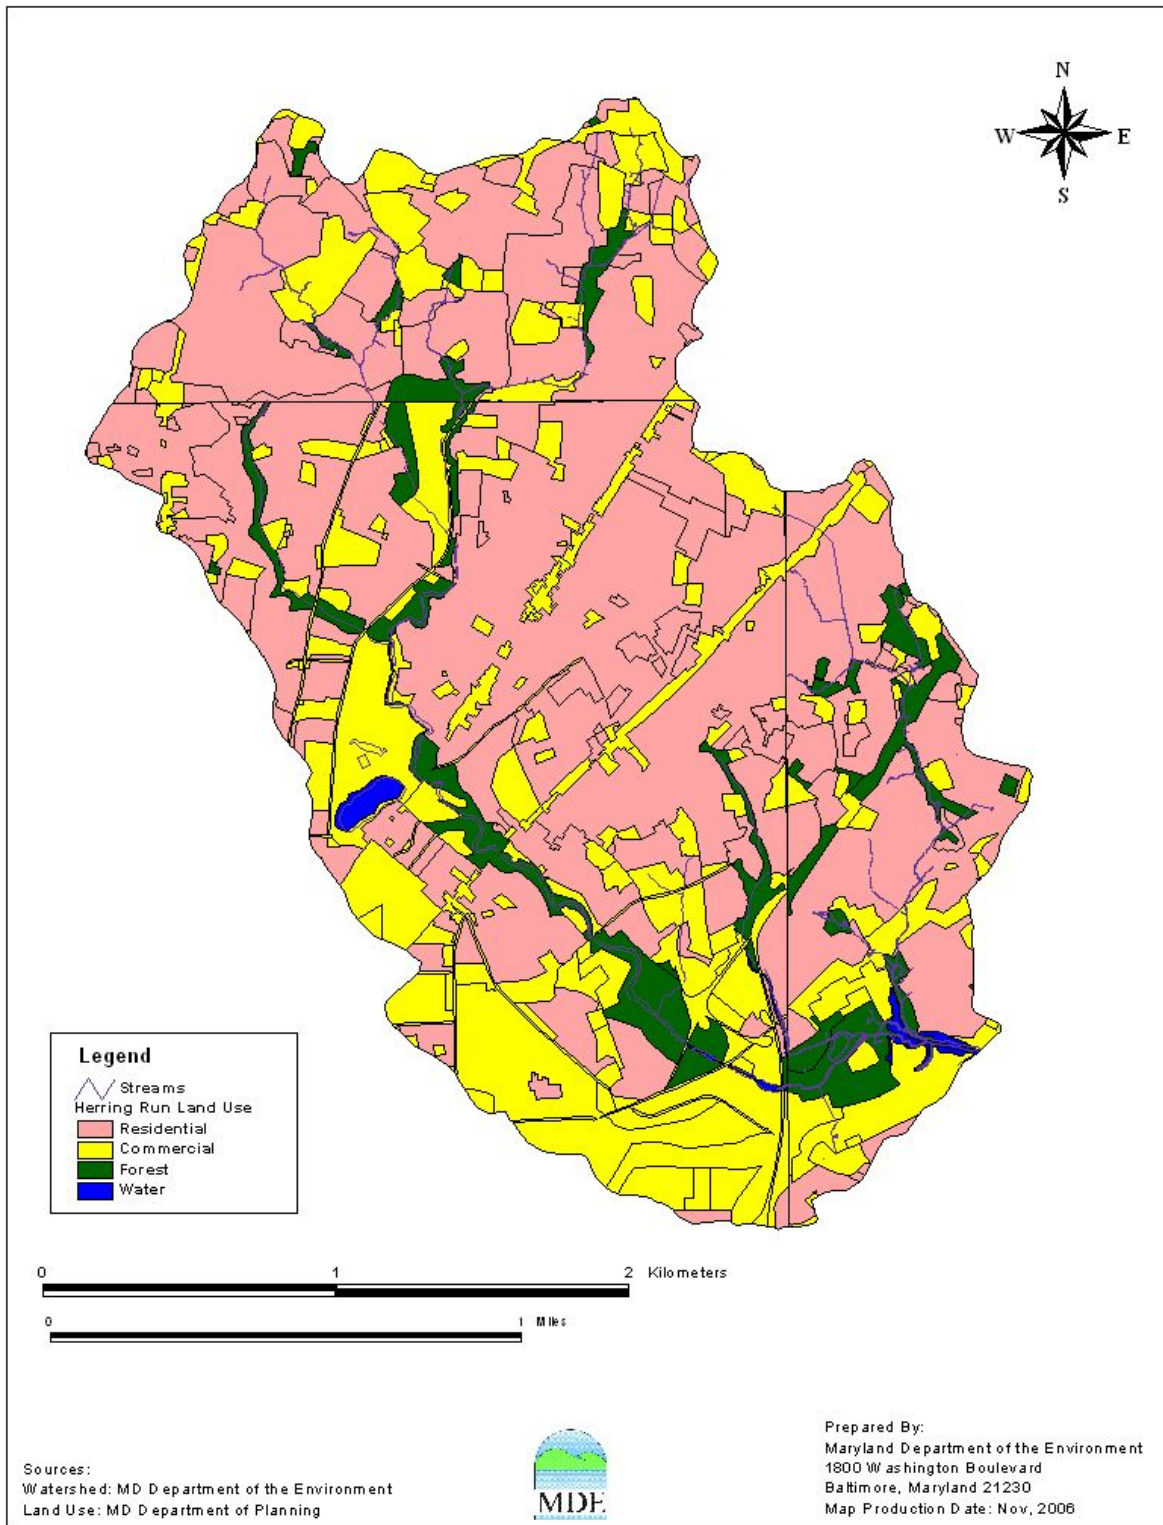 N
W E
S
Legend
Streams
Herring Run Land Use
Residential
Commercial
Forest
Water
0 1 2 Kilometers
0 1 Miles
Sources:
Watershed: MD Department of the Environment
Land Use: MD Department of Planning
MDE
Prepared By:
Maryland Department of the Environment
1800 Washington Boulevard
Baltimore, Maryland 21230
Map Production Date: Nov, 2006